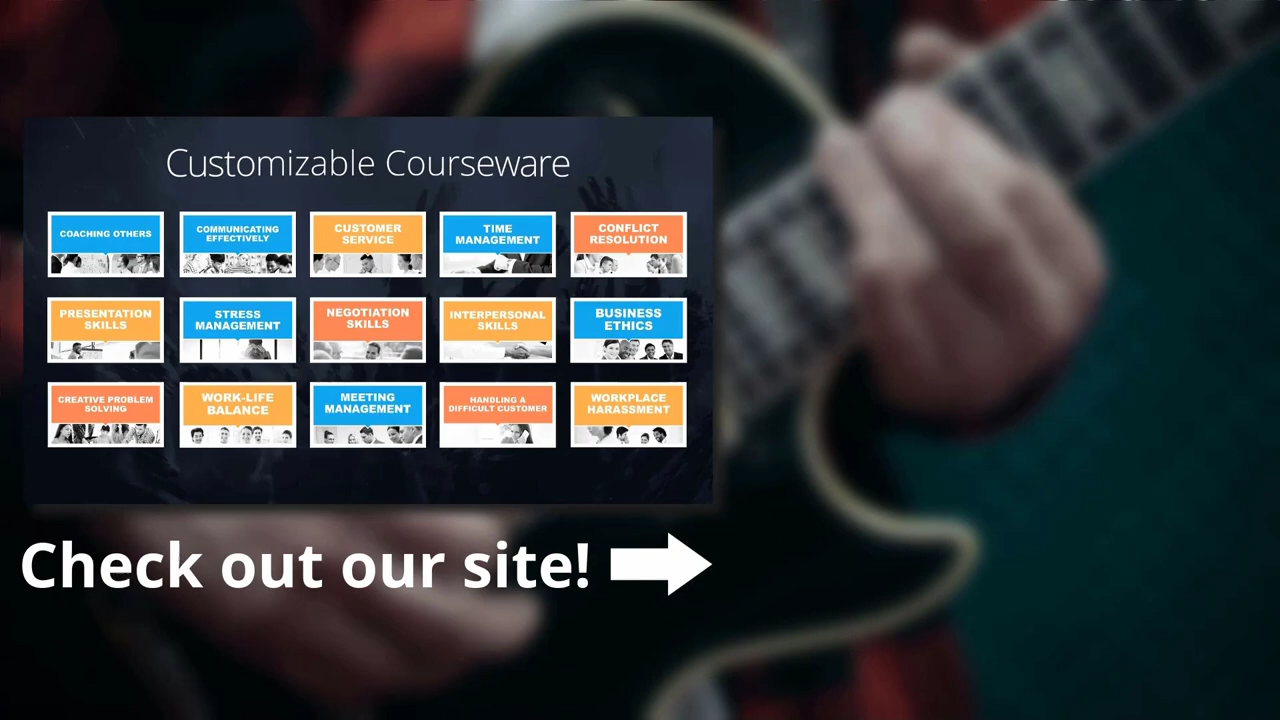 Customizable Courseware
COACHING OTHERS
COMMUNICATING
EFFECTIVELY
CUSTOMER
SERVICE
TIME
MANAGEMENT
CONFLICT
RESOLUTION
PRESENTATION
SKILLS
STRESS
MANAGEMENT
NEGOTIATION
SKILLS
INTERPERSONAL
SKILLS
BUSINESS
ETHICS
CREATIVE PROBLEM
SOLVING
WORK-LIFE
BALANCE
MEETING
MANAGEMENT
HANDLING A
DIFFICULT CUSTOMER
WORKPLACE
HARASSMENT
Check out our site!